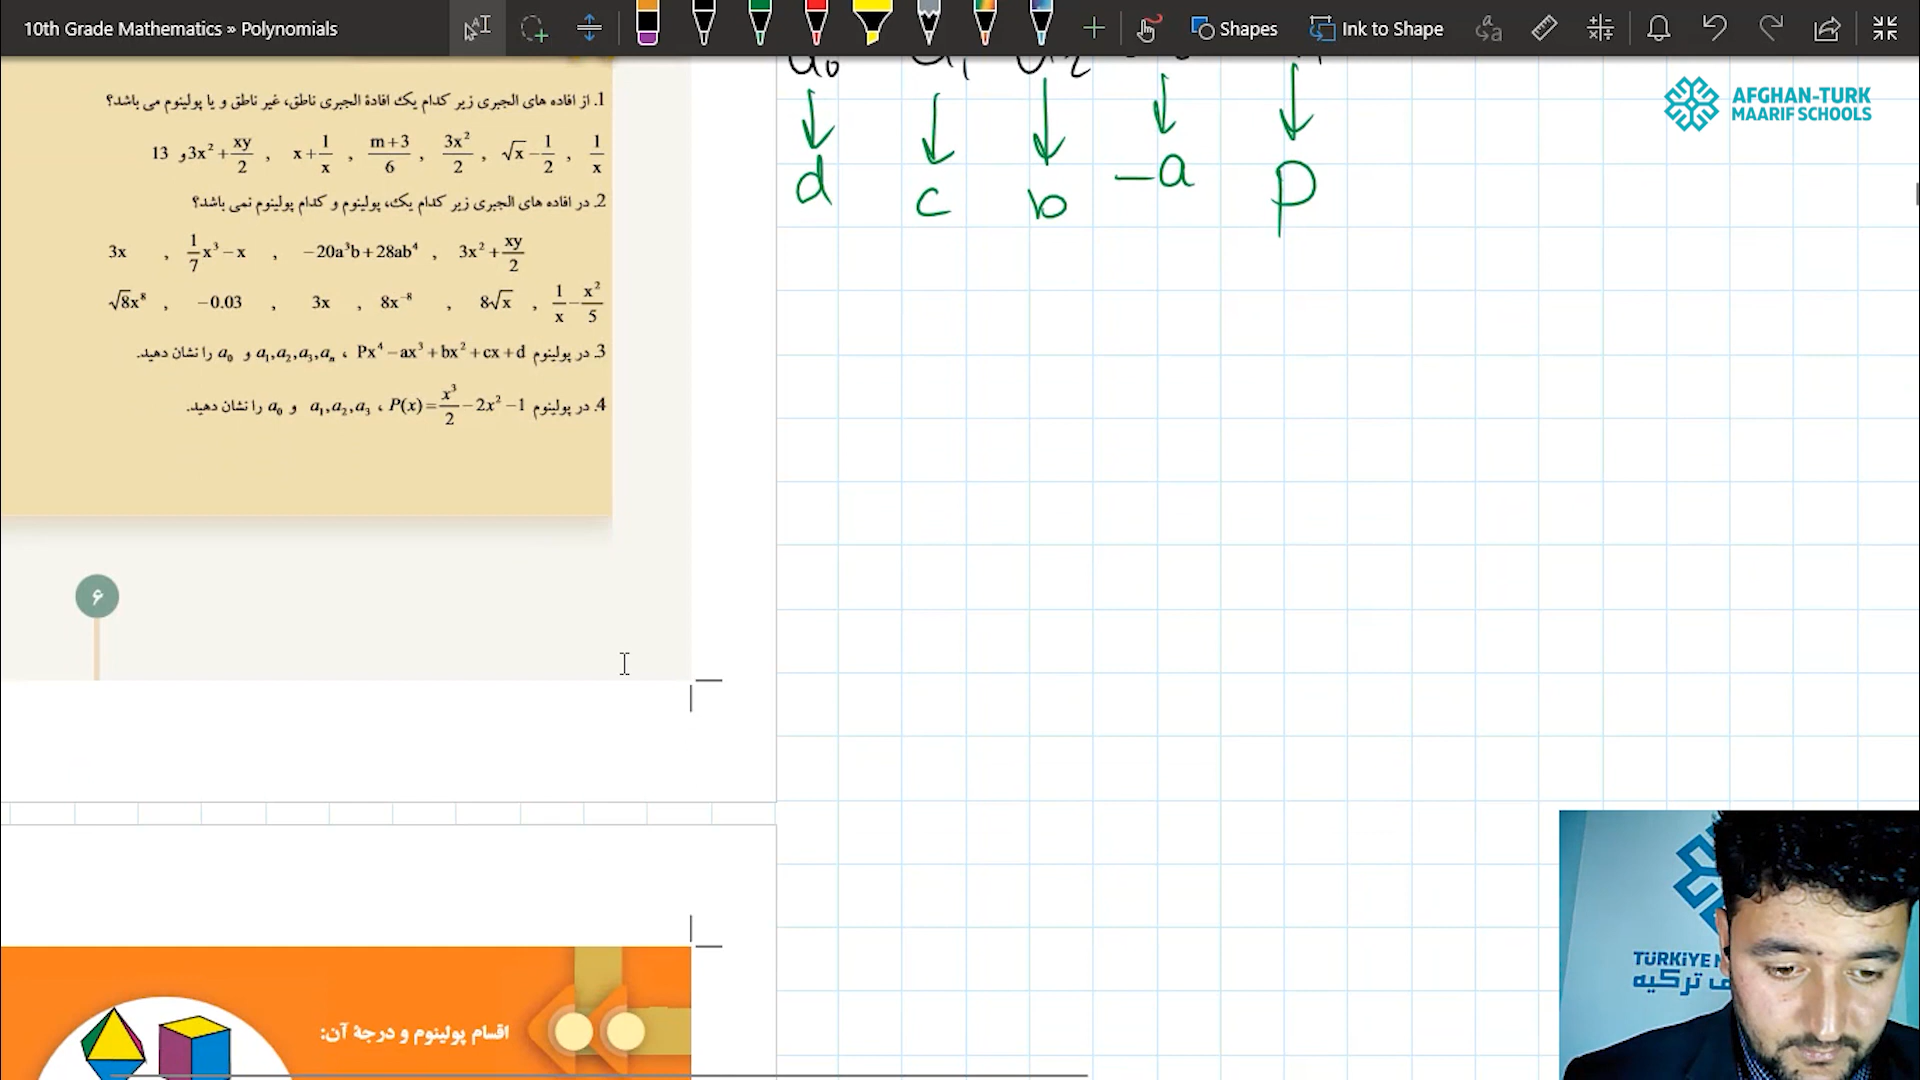 10th Grade Mathematics » Polynomials
Shapes
Ink to Shape
AFGHAN-TURK
MAARIF SCHOOLS
1. از افاده های الجبری زیر کدام یک افادۀ الجبری ناطق، غیر ناطق و یا پولینوم می باشد؟
13 و 3x² + xy/2 , x + 1/x , m+3/6 , 3x²/2 , √x − 1/2 , 1/x
2. در افاده های الجبری زیر کدام یک، پولینوم و کدام پولینوم نمی باشد؟
3x , 1/7 x³ − x , −20a³b + 28ab⁴ , 3x² + xy/2
√8x⁸ , −0.03 , 3x , 8x⁻⁸ , 8√x , 1/x − x²/5
3. در پولینوم Px⁴ − ax³ + bx² + cx + d ، a₁,a₂,a₃,aₙ و a₀ را نشان دهید.
4. در پولینوم P(x) = x³/2 − 2x² − 1 ، a₁,a₂,a₃ و a₀ را نشان دهید.
۶
d c b −a P
اقسام پولینوم و درجۀ آن: